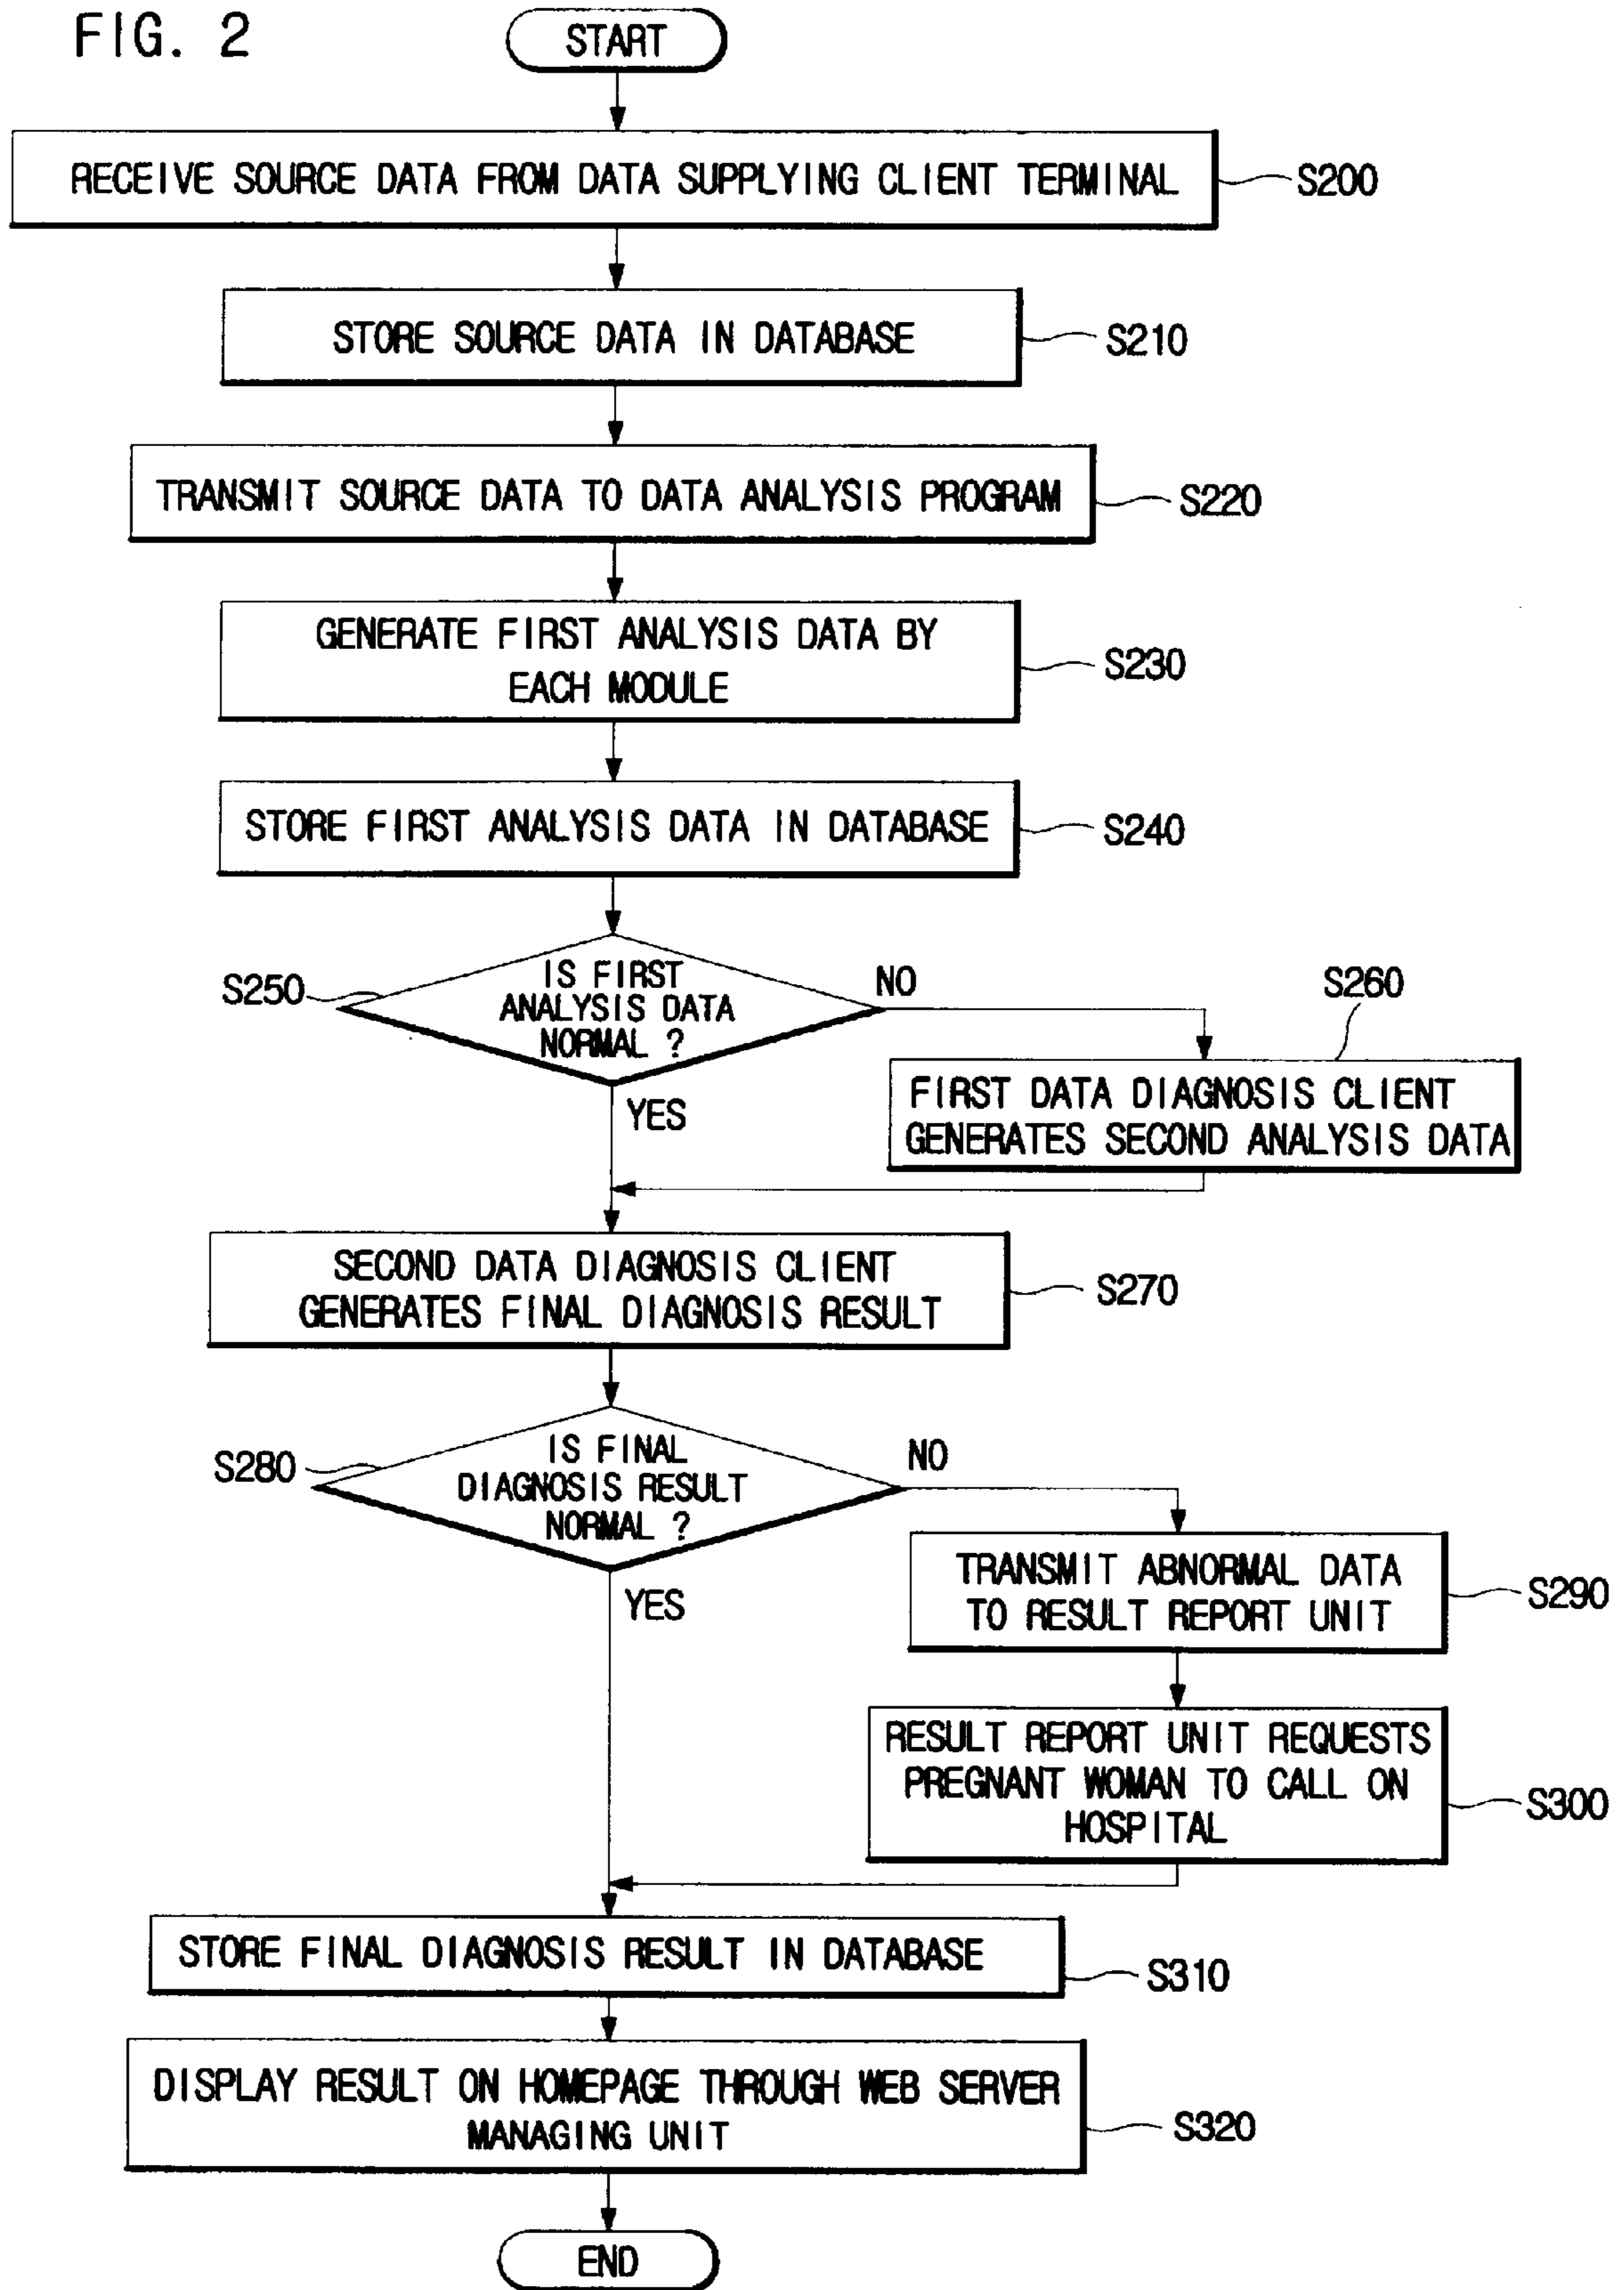 FIG. 2
START
RECEIVE SOURCE DATA FROM DATA SUPPLYING CLIENT TERMINAL
S200
STORE SOURCE DATA IN DATABASE
S210
TRANSMIT SOURCE DATA TO DATA ANALYSIS PROGRAM
S220
GENERATE FIRST ANALYSIS DATA BY
EACH MODULE
S230
STORE FIRST ANALYSIS DATA IN DATABASE
S240
S250
IS FIRST
ANALYSIS DATA
NORMAL ?
NO
YES
S260
FIRST DATA DIAGNOSIS CLIENT
GENERATES SECOND ANALYSIS DATA
SECOND DATA DIAGNOSIS CLIENT
GENERATES FINAL DIAGNOSIS RESULT
S270
S280
IS FINAL
DIAGNOSIS RESULT
NORMAL ?
NO
YES
TRANSMIT ABNORMAL DATA
TO RESULT REPORT UNIT
S290
RESULT REPORT UNIT REQUESTS
PREGNANT WOMAN TO CALL ON
HOSPITAL
S300
STORE FINAL DIAGNOSIS RESULT IN DATABASE
S310
DISPLAY RESULT ON HOMEPAGE THROUGH WEB SERVER
MANAGING UNIT
S320
END